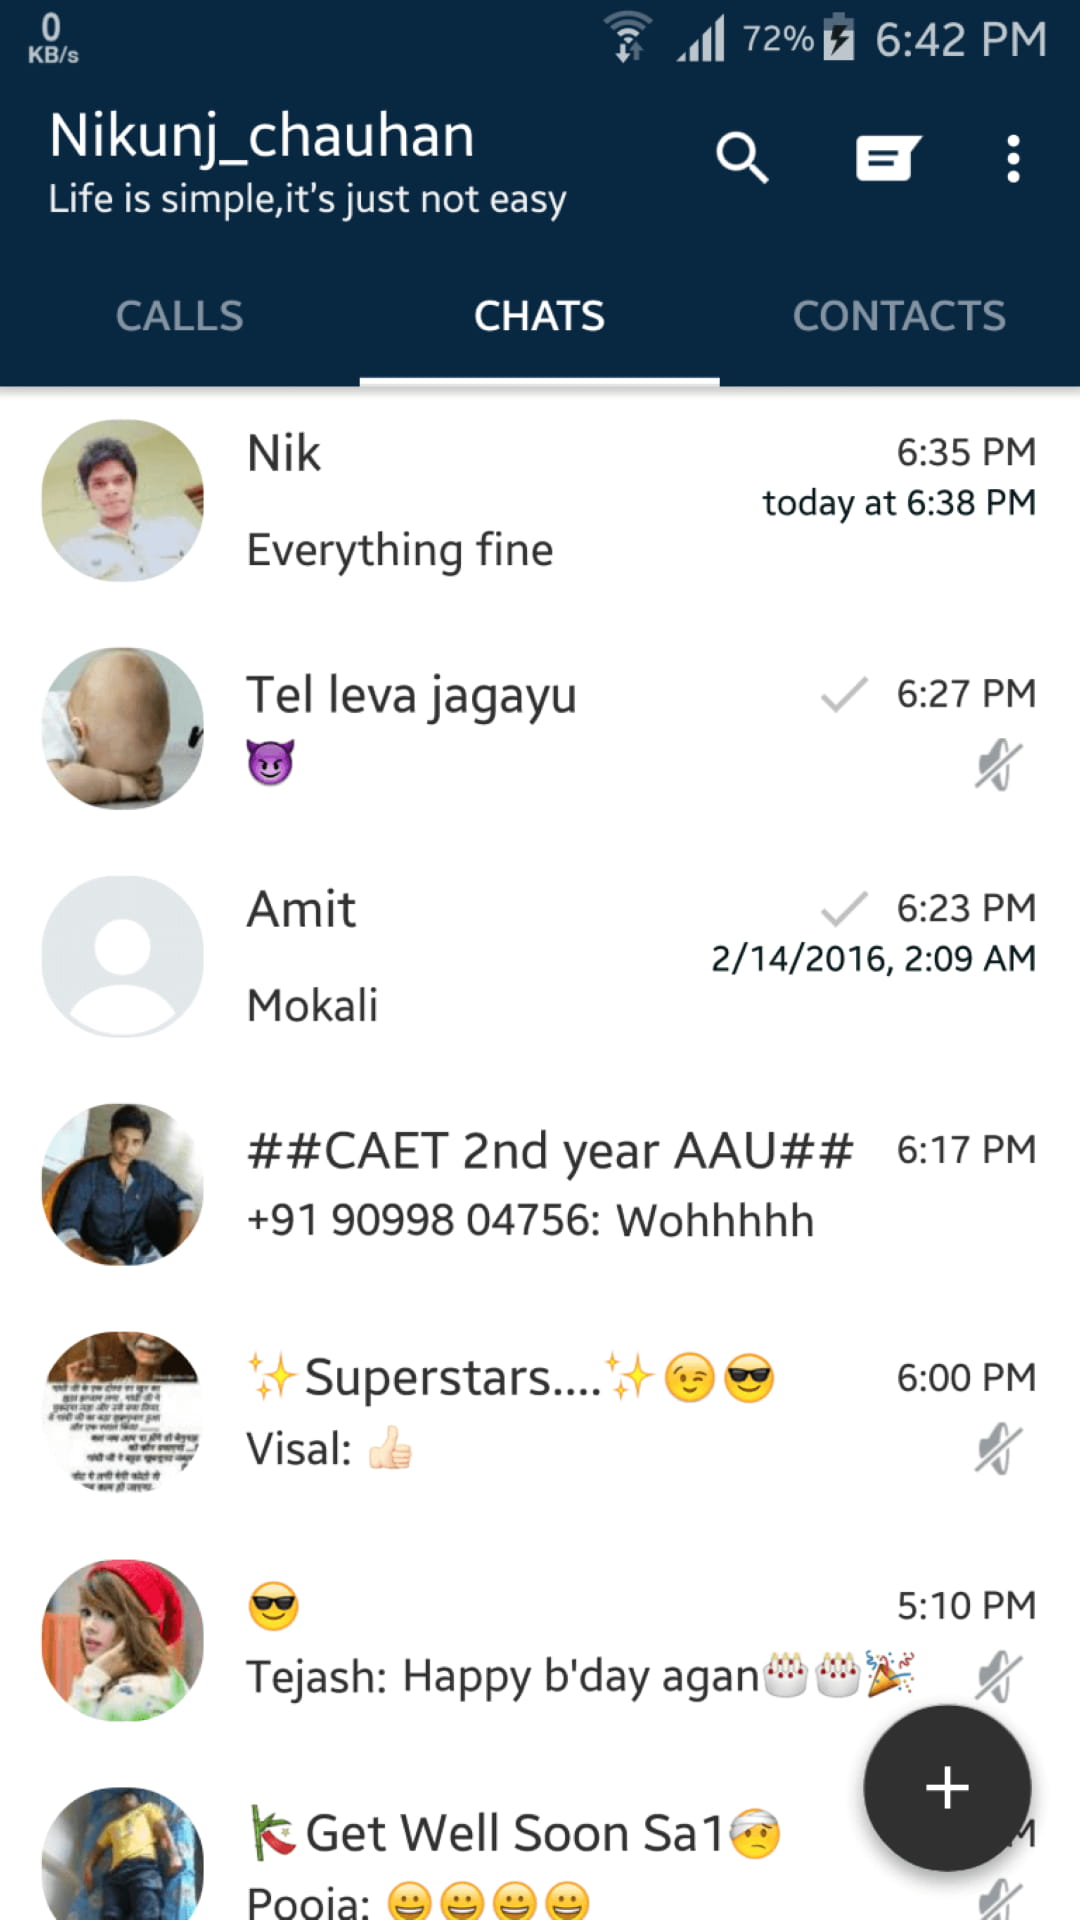 0
KB/s
72%
6:42 PM
Nikunj_chauhan
Life is simple,it's just not easy
CALLS
CHATS
CONTACTS
Nik
6:35 PM
today at 6:38 PM
Everything fine
Tel leva jagayu
6:27 PM
😈
Amit
6:23 PM
2/14/2016, 2:09 AM
Mokali
##CAET 2nd year AAU##
6:17 PM
+91 90998 04756: Wohhhhh
✨Superstars....✨😉😎
6:00 PM
Visal: 👍🏻
😎
5:10 PM
Tejash: Happy b'day agan🎂🎂🎉
🎋Get Well Soon Sa1🤕
Pooja: 😀😀😀😀